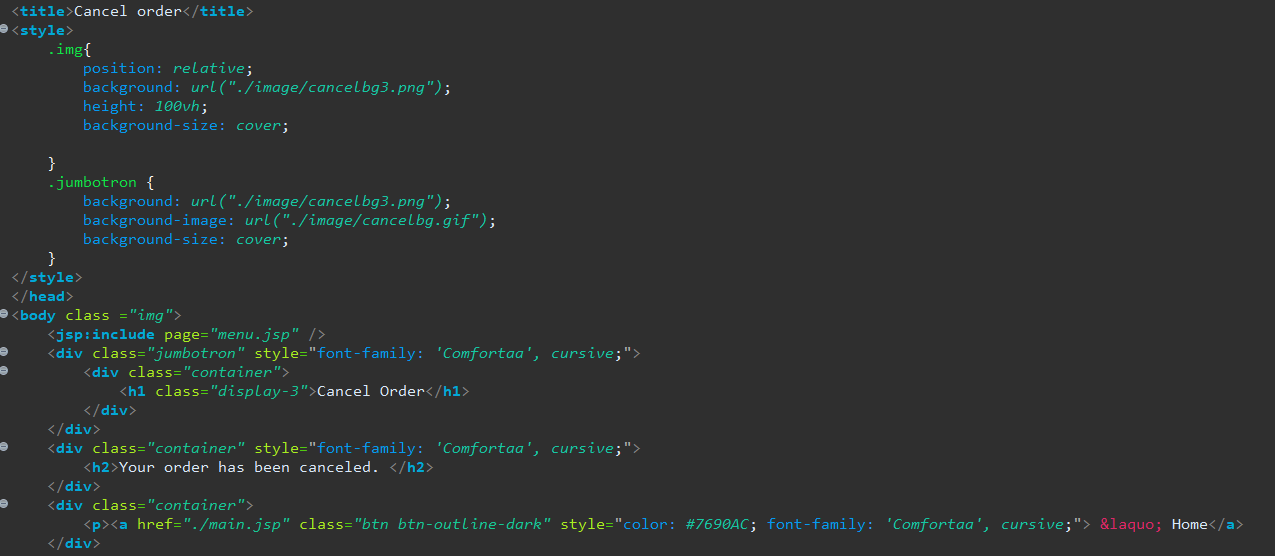 <title>Cancel order</title>
<style>
    .img{
        position: relative;
        background: url("./image/cancelbg3.png");
        height: 100vh;
        background-size: cover;

    }
    .jumbotron {
        background: url("./image/cancelbg3.png");
        background-image: url("./image/cancelbg.gif");
        background-size: cover;
    }
</style>
</head>
<body class ="img">
    <jsp:include page="menu.jsp" />
    <div class="jumbotron" style="font-family: 'Comfortaa', cursive;">
        <div class="container">
            <h1 class="display-3">Cancel Order</h1>
        </div>
    </div>
    <div class="container" style="font-family: 'Comfortaa', cursive;">
        <h2>Your order has been canceled. </h2>
    </div>
    <div class="container">
        <p><a href="./main.jsp" class="btn btn-outline-dark" style="color: #7690AC; font-family: 'Comfortaa', cursive;"> &laquo; Home</a>
    </div>